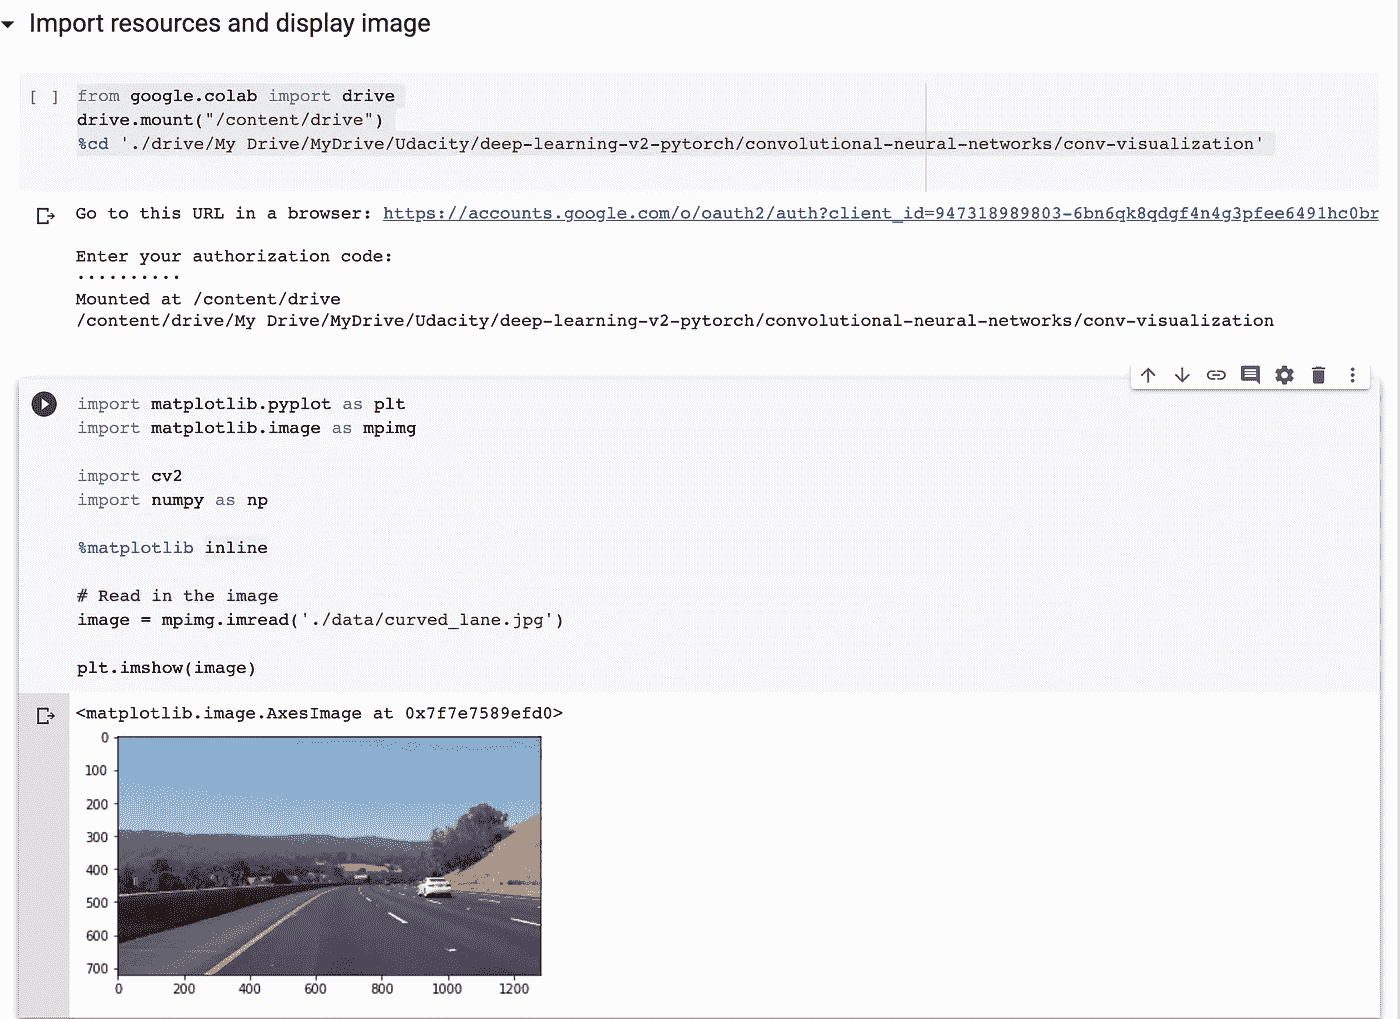 Import resources and display image
[ ] from google.colab import drive
drive.mount("/content/drive")
%cd './drive/My Drive/MyDrive/Udacity/deep-learning-v2-pytorch/convolutional-neural-networks/conv-visualization'
Go to this URL in a browser: https://accounts.google.com/o/oauth2/auth?client_id=947318989803-6bn6qk8qdgf4n4g3pfee6491hc0br
Enter your authorization code:
··········
Mounted at /content/drive
/content/drive/My Drive/MyDrive/Udacity/deep-learning-v2-pytorch/convolutional-neural-networks/conv-visualization
import matplotlib.pyplot as plt
import matplotlib.image as mpimg
import cv2
import numpy as np
%matplotlib inline
# Read in the image
image = mpimg.imread('./data/curved_lane.jpg')
plt.imshow(image)
<matplotlib.image.AxesImage at 0x7f7e7589efd0>
0
100
200
300
400
500
600
700
0 200 400 600 800 1000 1200